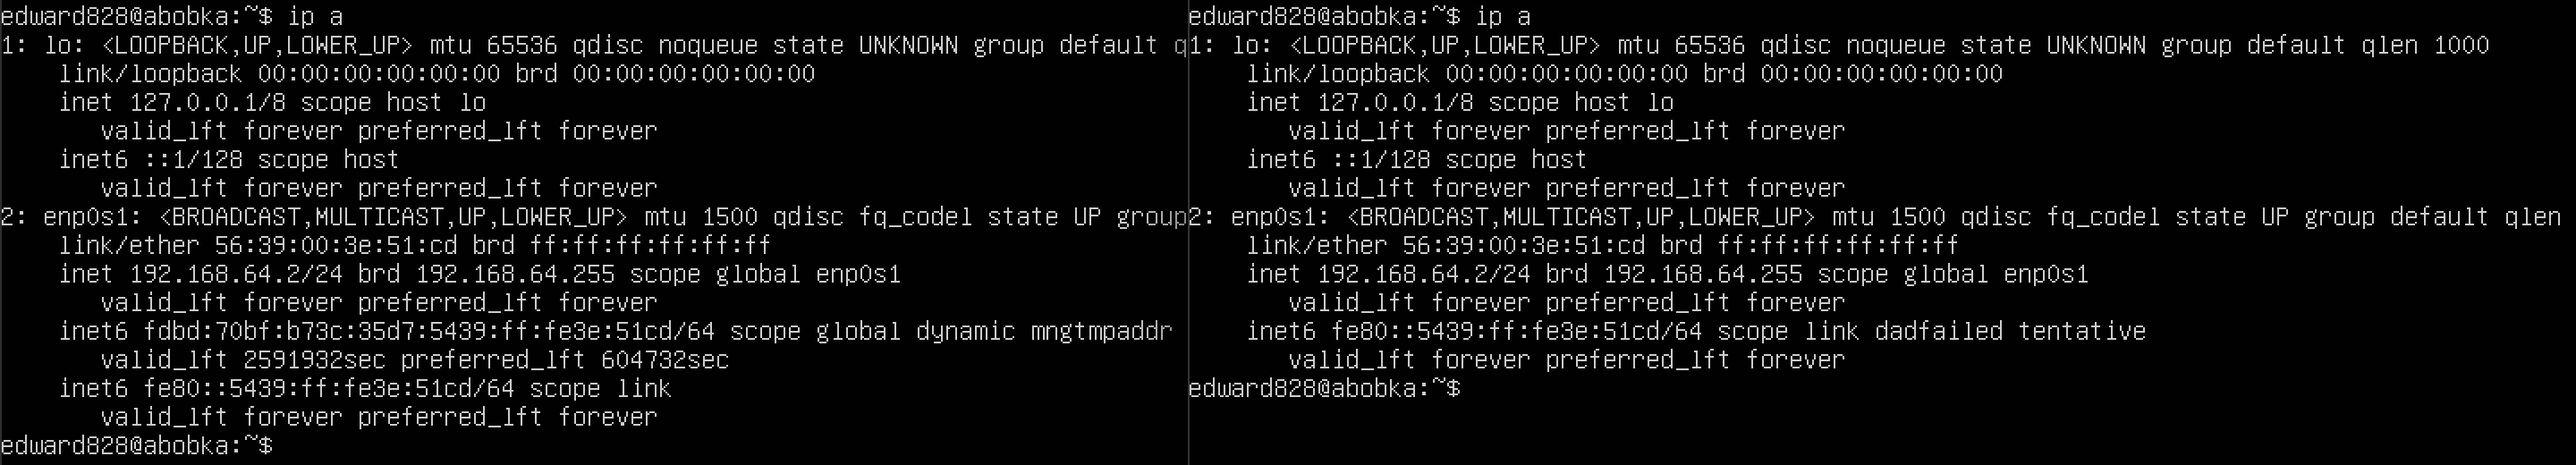 edward828@abobka:~$ ip a
1: lo: <LOOPBACK,UP,LOWER_UP> mtu 65536 qdisc noqueue state UNKNOWN group default q
    link/loopback 00:00:00:00:00:00 brd 00:00:00:00:00:00
    inet 127.0.0.1/8 scope host lo
       valid_lft forever preferred_lft forever
    inet6 ::1/128 scope host
       valid_lft forever preferred_lft forever
2: enp0s1: <BROADCAST,MULTICAST,UP,LOWER_UP> mtu 1500 qdisc fq_codel state UP group
    link/ether 56:39:00:3e:51:cd brd ff:ff:ff:ff:ff:ff
    inet 192.168.64.2/24 brd 192.168.64.255 scope global enp0s1
       valid_lft forever preferred_lft forever
    inet6 fdbd:70bf:b73c:35d7:5439:ff:fe3e:51cd/64 scope global dynamic mngtmpaddr
       valid_lft 2591932sec preferred_lft 604732sec
    inet6 fe80::5439:ff:fe3e:51cd/64 scope link
       valid_lft forever preferred_lft forever
edward828@abobka:~$
edward828@abobka:~$ ip a
1: lo: <LOOPBACK,UP,LOWER_UP> mtu 65536 qdisc noqueue state UNKNOWN group default qlen 1000
    link/loopback 00:00:00:00:00:00 brd 00:00:00:00:00:00
    inet 127.0.0.1/8 scope host lo
       valid_lft forever preferred_lft forever
    inet6 ::1/128 scope host
       valid_lft forever preferred_lft forever
2: enp0s1: <BROADCAST,MULTICAST,UP,LOWER_UP> mtu 1500 qdisc fq_codel state UP group default qlen
    link/ether 56:39:00:3e:51:cd brd ff:ff:ff:ff:ff:ff
    inet 192.168.64.2/24 brd 192.168.64.255 scope global enp0s1
       valid_lft forever preferred_lft forever
    inet6 fe80::5439:ff:fe3e:51cd/64 scope link dadfailed tentative
       valid_lft forever preferred_lft forever
edward828@abobka:~$